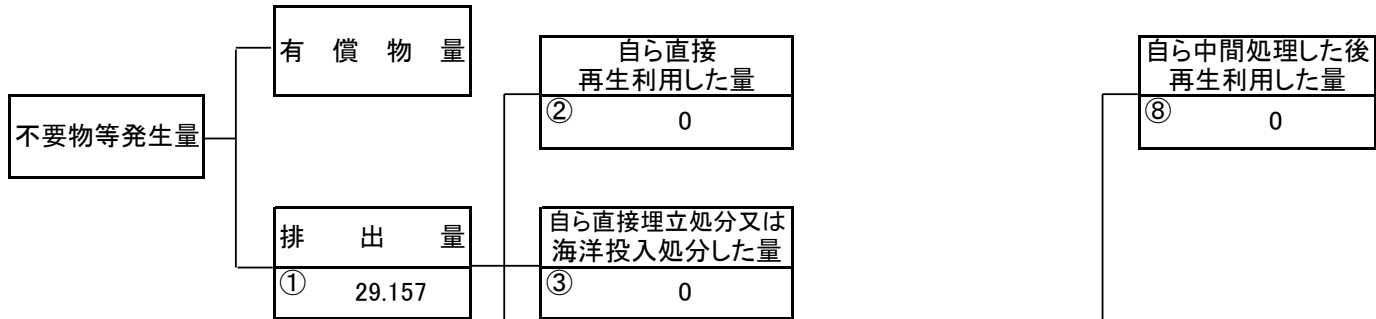 有償物量
自ら直接
再生利用した量
② 0
自ら中間処理した後
再生利用した量
⑧ 0
不要物等発生量
排出量
① 29.157
自ら直接埋立処分又は
海洋投入処分した量
③ 0